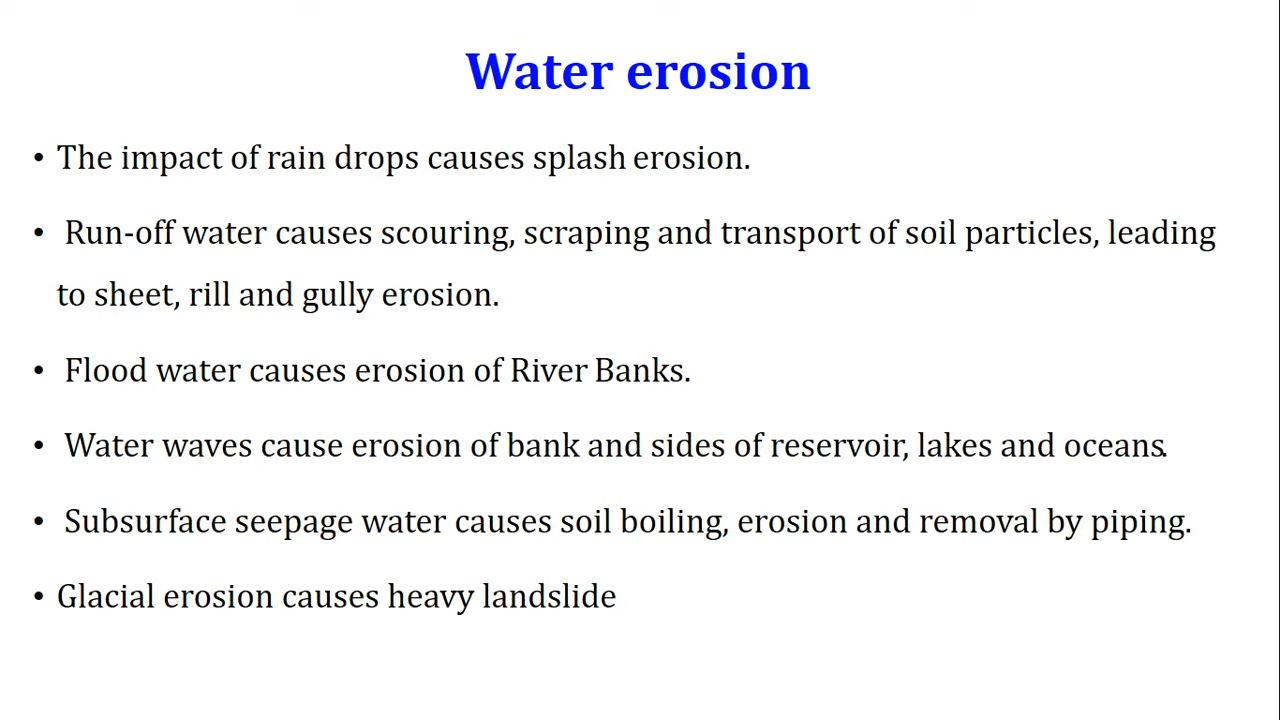 Water erosion
• The impact of rain drops causes splash erosion.
• Run-off water causes scouring, scraping and transport of soil particles, leading
to sheet, rill and gully erosion.
• Flood water causes erosion of River Banks.
• Water waves cause erosion of bank and sides of reservoir, lakes and oceans.
• Subsurface seepage water causes soil boiling, erosion and removal by piping.
• Glacial erosion causes heavy landslide